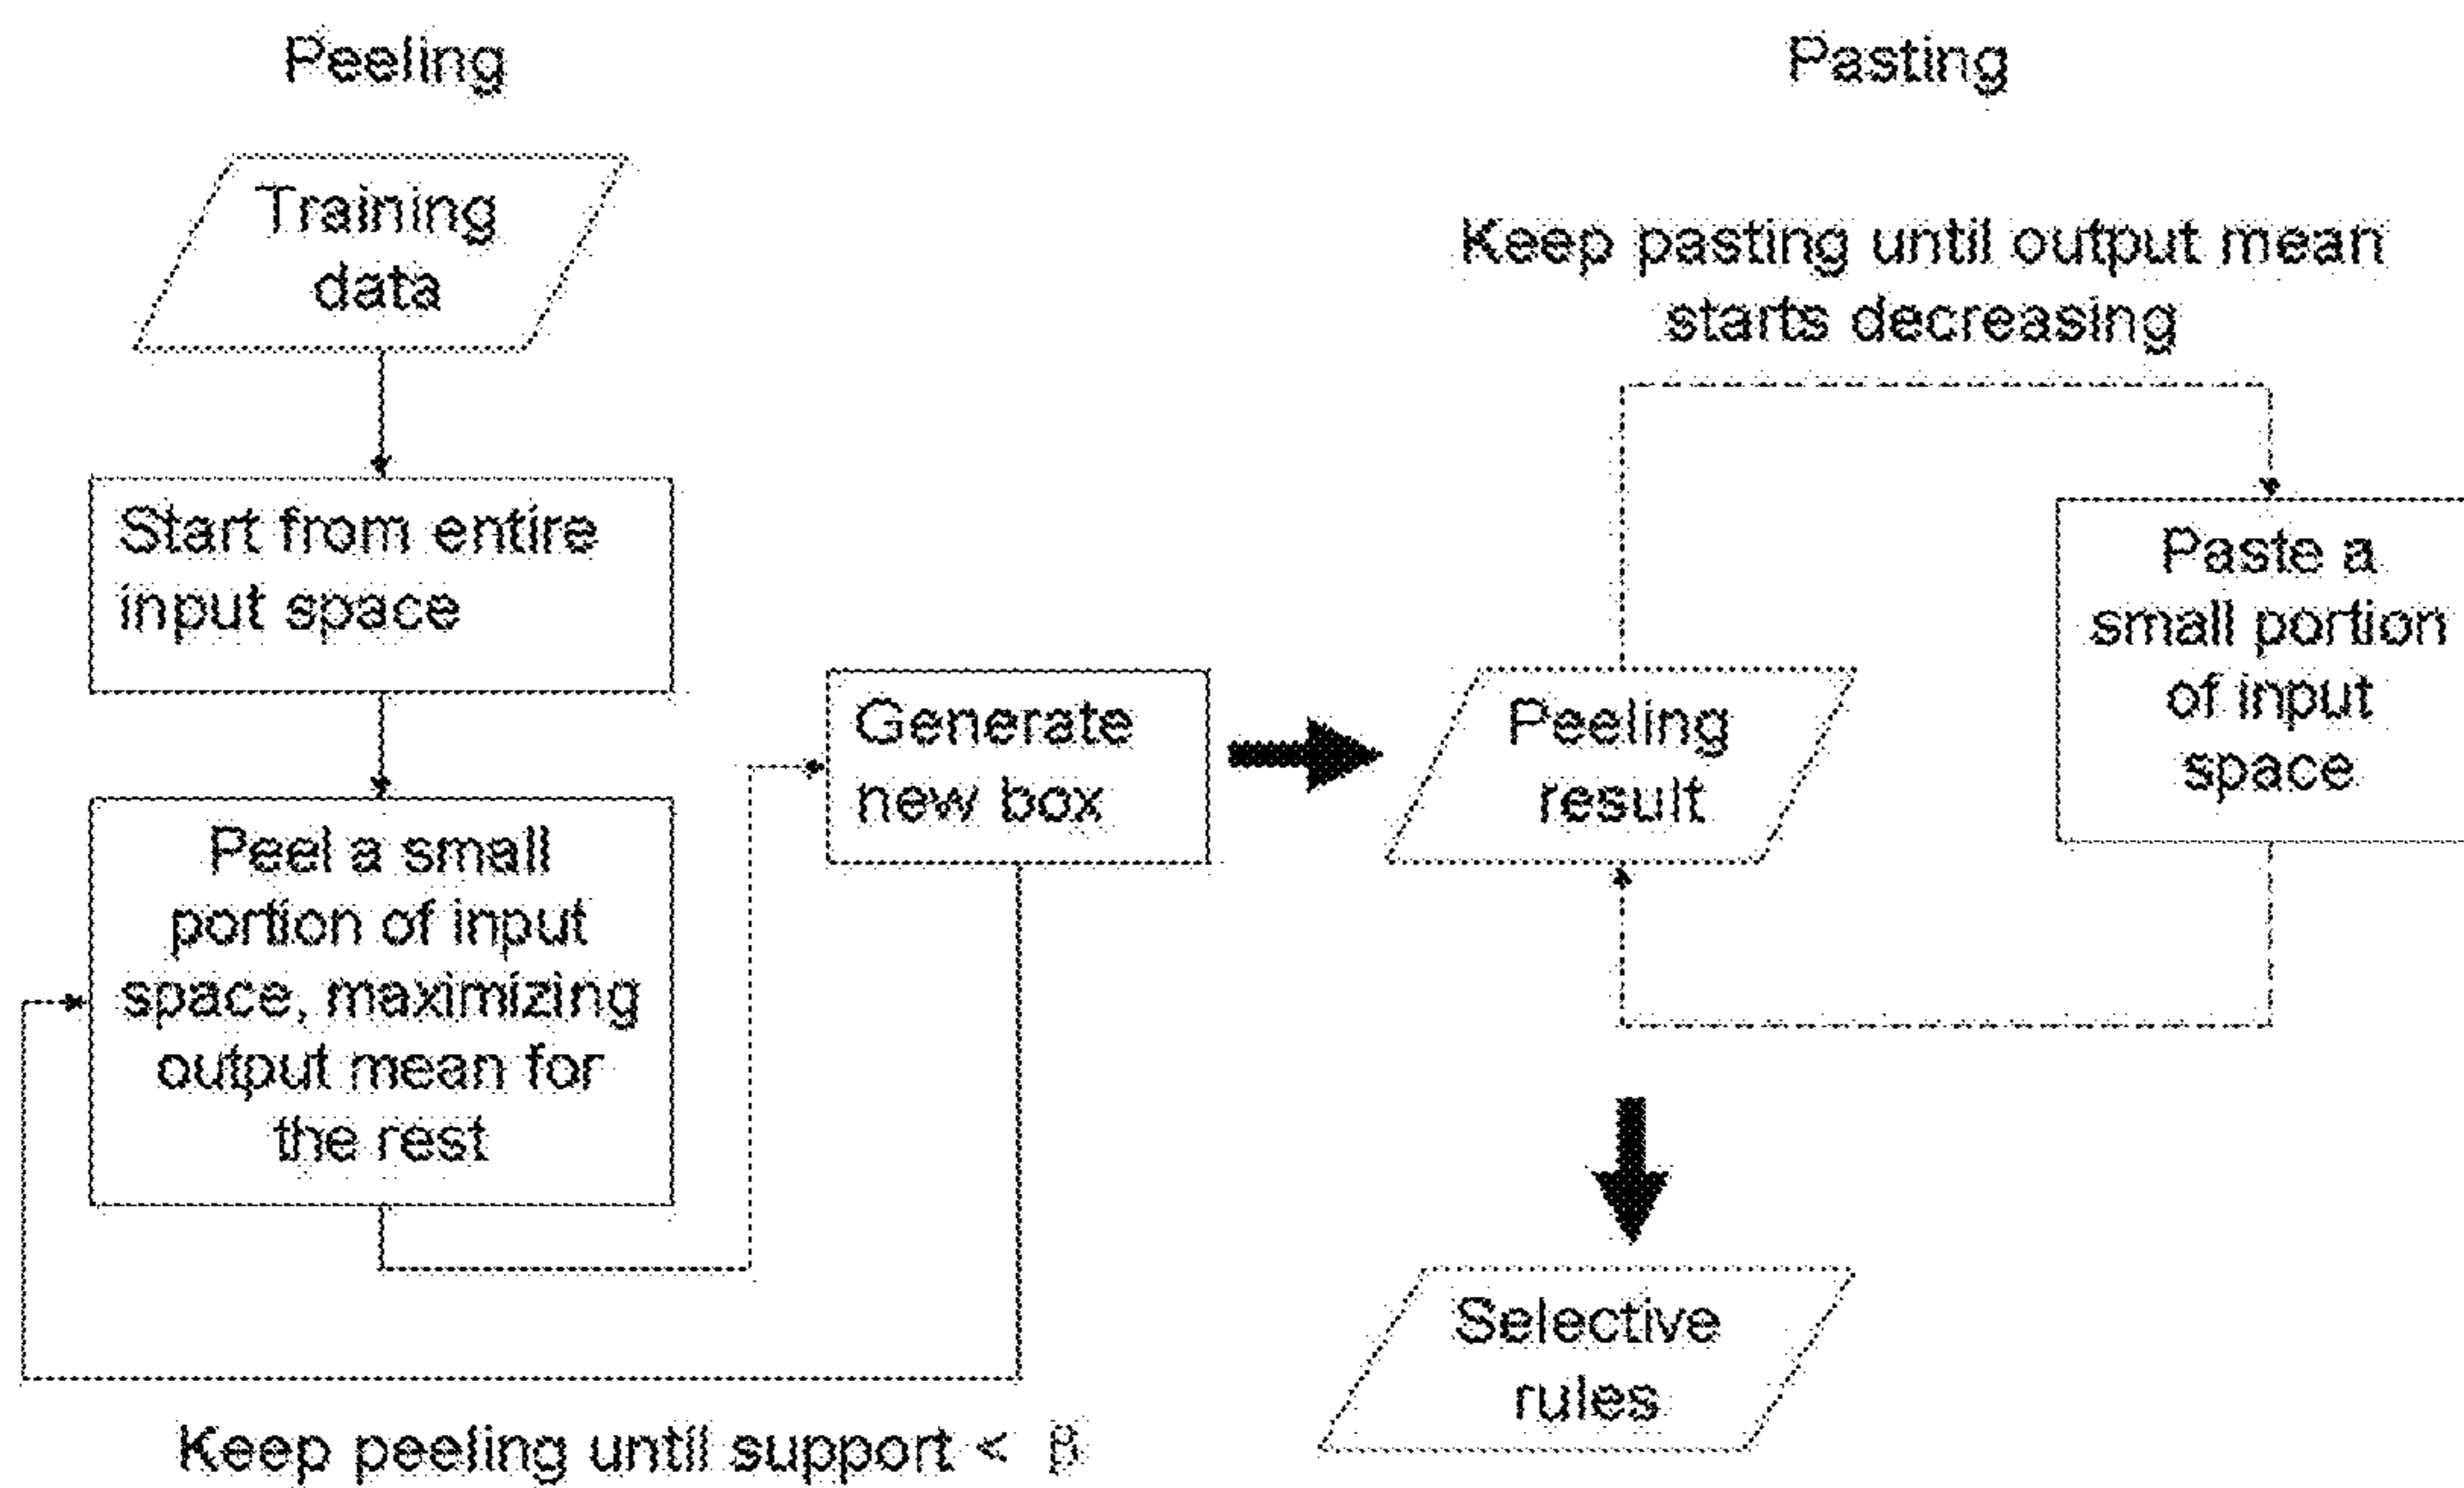 Peeling
Training
data
Start from entire
input space
Peel a small
portion of input
space, maximizing
output mean for
the rest
Generate
new box
Keep peeling until support < β
Pasting
Keep pasting until output mean
starts decreasing
Peeling
result
Paste a
small portion
of input
space
Selective
rules